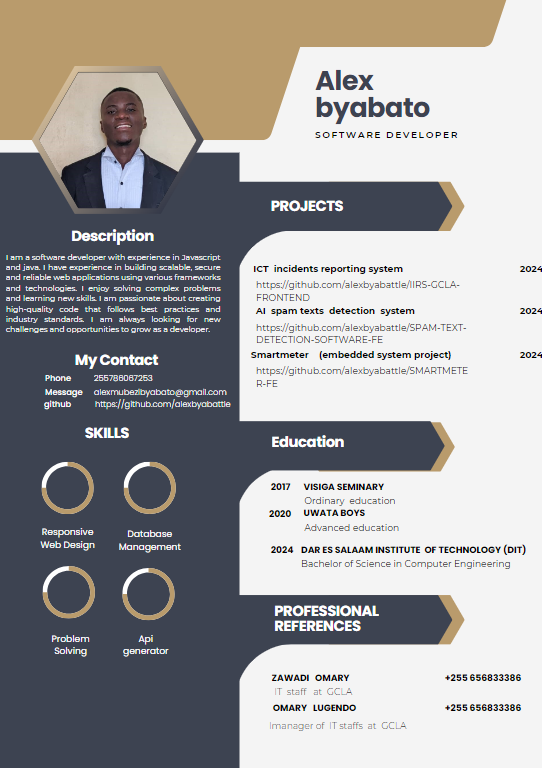 Alex
byabato
SOFTWARE DEVELOPER
Description
I am a software developer with experience in Javascript
and java. I have experience in building scalable, secure
and reliable web applications using various frameworks
and technologies. I enjoy solving complex problems
and learning new skills. I am passionate about creating
high-quality code that follows best practices and
industry standards. I am always looking for new
challenges and opportunities to grow as a developer.
My Contact
Phone 255786067253
Message alexmubezibyabato@gmail.com
github https://github.com/alexbyabattle
SKILLS
Responsive
Web Design
Database
Management
Problem
Solving
Api
generator
PROJECTS
ICT incidents reporting system 2024
https://github.com/alexbyabattle/IIRS-GCLA-
FRONTEND
AI spam texts detection system 2024
https://github.com/alexbyabattle/SPAM-TEXT-
DETECTION-SOFTWARE-FE
Smartmeter (embedded system project) 2024
https://github.com/alexbyabattle/SMARTMETE
R-FE
Education
2017 VISIGA SEMINARY
Ordinary education
2020 UWATA BOYS
Advanced education
2024 DAR ES SALAAM INSTITUTE OF TECHNOLOGY (DIT)
Bachelor of Science in Computer Engineering
PROFESSIONAL
REFERENCES
ZAWADI OMARY +255 656833386
IT staff at GCLA
OMARY LUGENDO +255 656833386
Imanager of IT staffs at GCLA